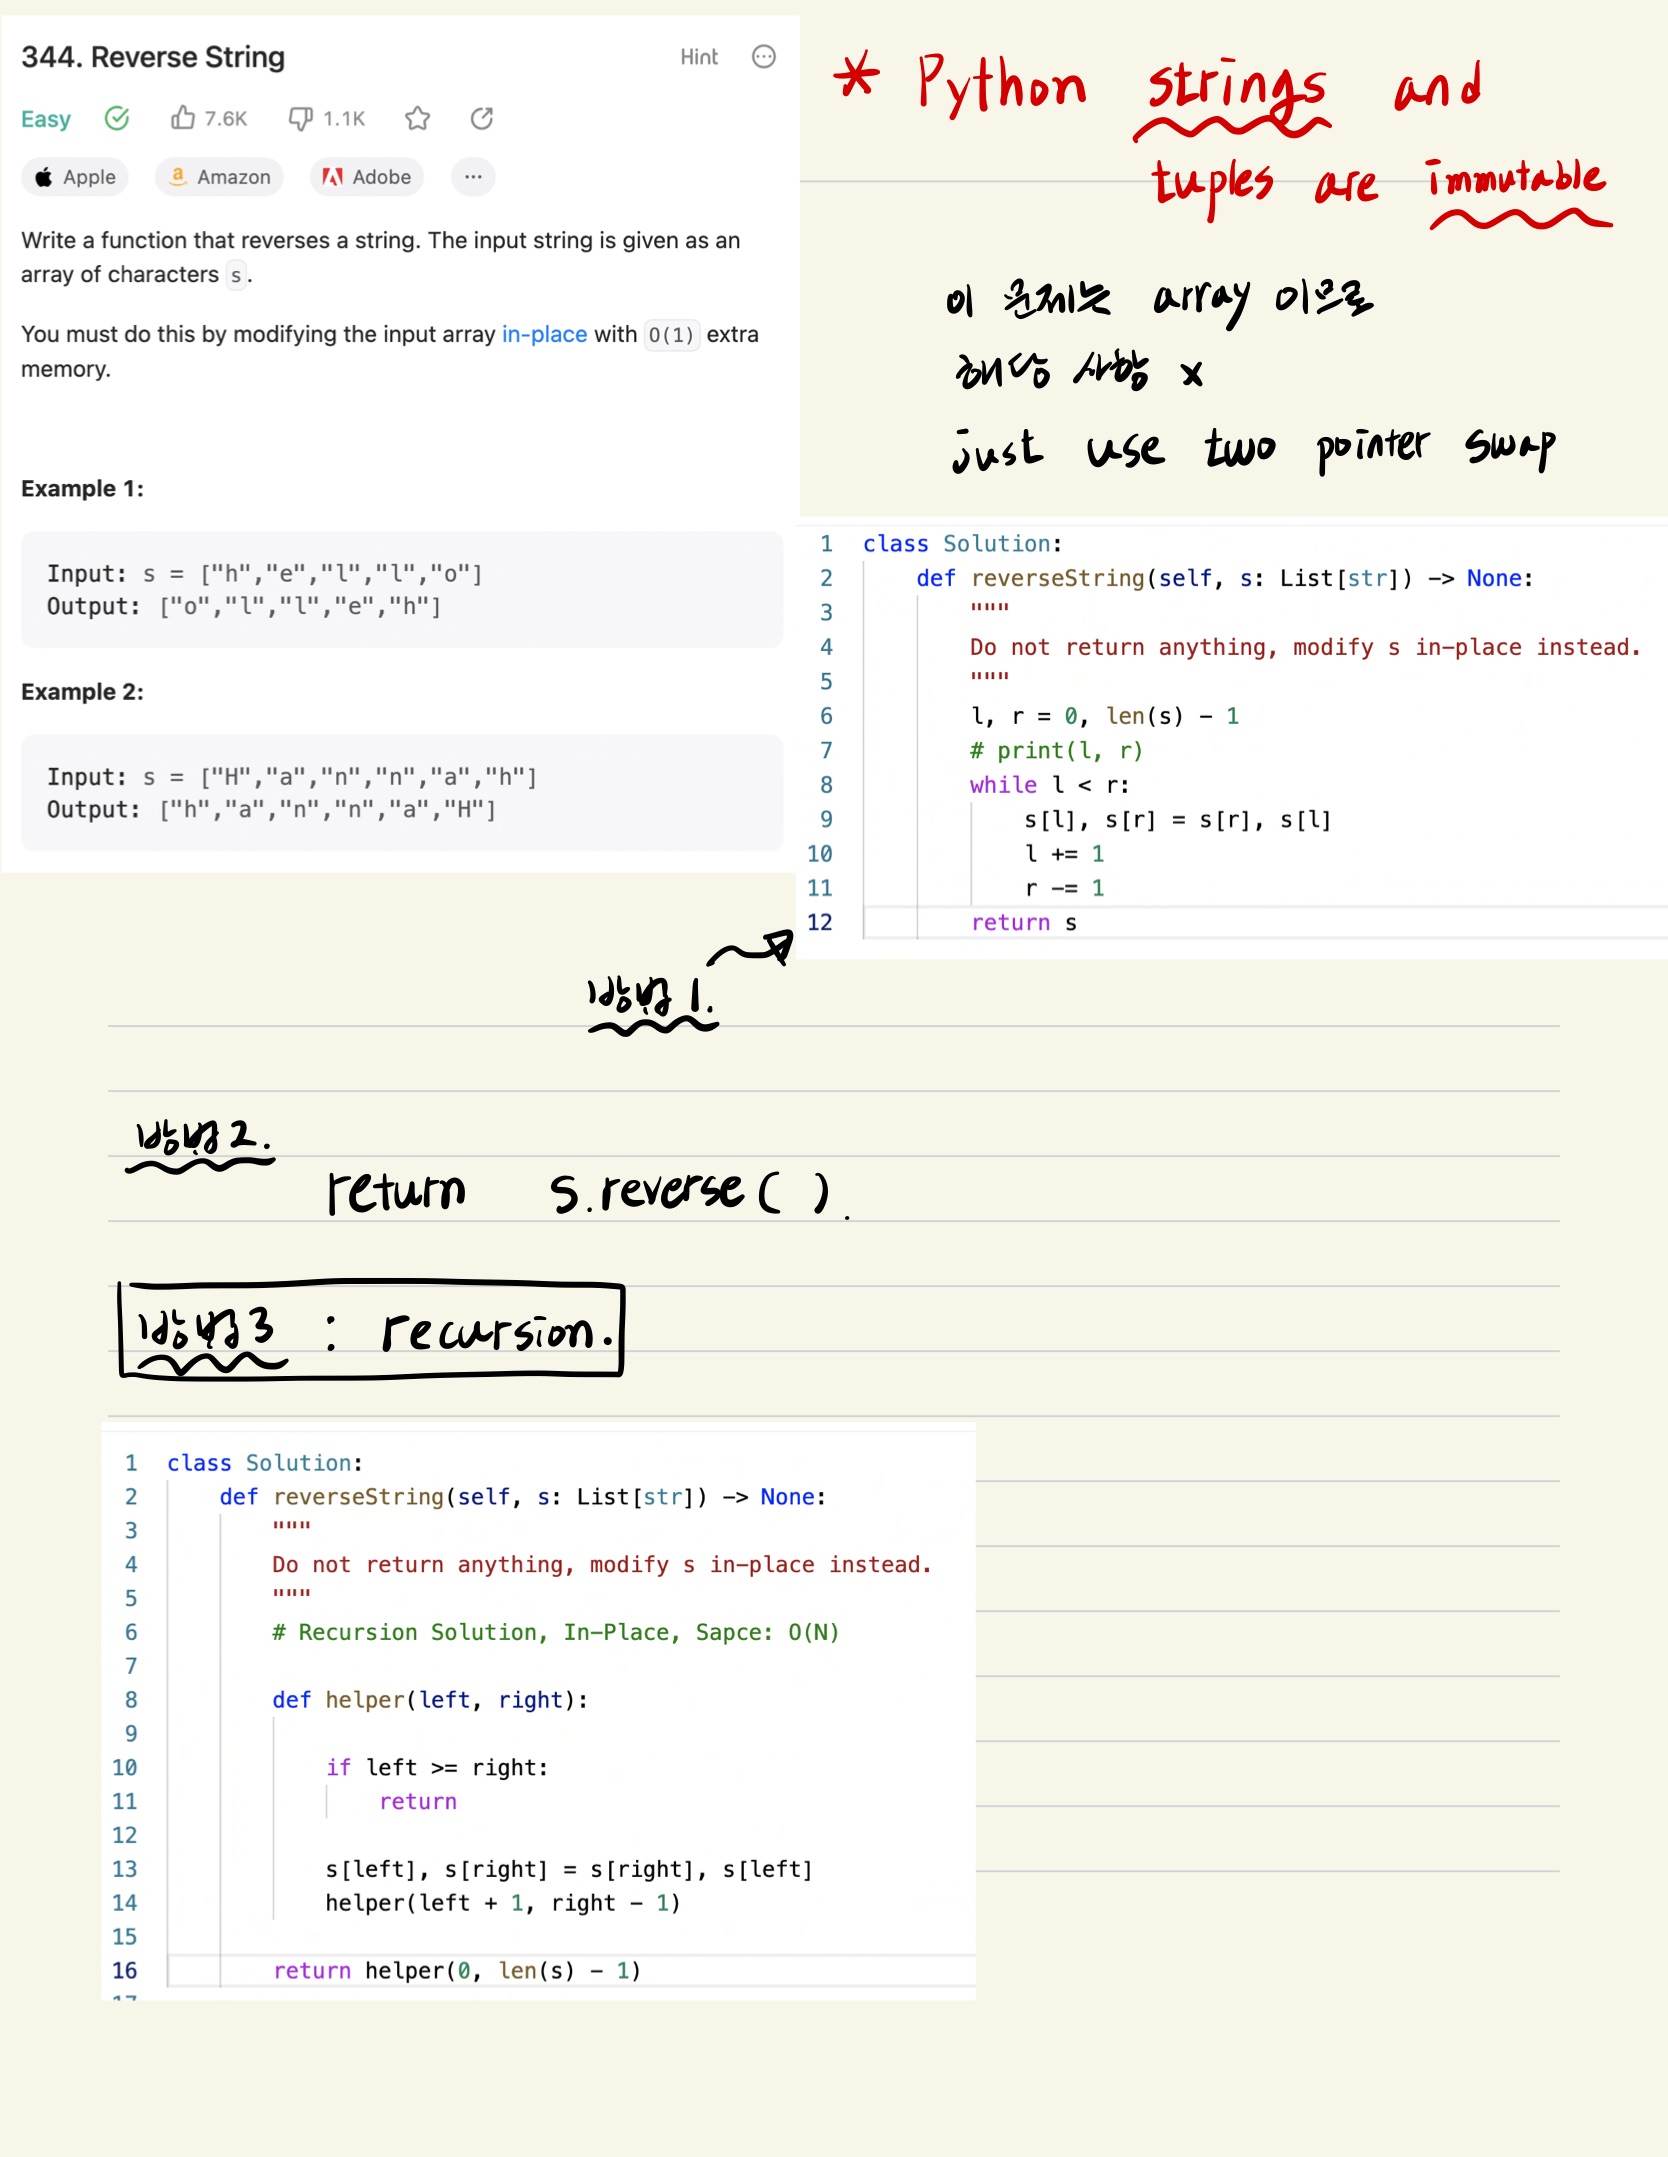 344. Reverse String
Hint
Easy
7.6K
1.1K
Apple
Amazon
Adobe
...
Write a function that reverses a string. The input string is given as an
array of characters s.
You must do this by modifying the input array in-place with O(1) extra
memory.
Example 1:
Input: s = ["h","e","l","l","o"]
Output: ["o","l","l","e","h"]
Example 2:
Input: s = ["H","a","n","n","a","h"]
Output: ["h","a","n","n","a","H"]
* Python strings and
tuples are immutable
이 문제는 array 이므로
해당 사항 x
just use two pointer swap
1 class Solution:
2 def reverseString(self, s: List[str]) -> None:
3 """
4 Do not return anything, modify s in-place instead.
5 """
6 l, r = 0, len(s) - 1
7 # print(l, r)
8 while l < r:
9 s[l], s[r] = s[r], s[l]
10 l += 1
11 r -= 1
12 return s
방법 1.
방법 2.
return s.reverse( ).
방법 3 : recursion.
1 class Solution:
2 def reverseString(self, s: List[str]) -> None:
3 """
4 Do not return anything, modify s in-place instead.
5 """
6 # Recursion Solution, In-Place, Sapce: O(N)
7
8 def helper(left, right):
9
10 if left >= right:
11 return
12
13 s[left], s[right] = s[right], s[left]
14 helper(left + 1, right - 1)
15
16 return helper(0, len(s) - 1)
17